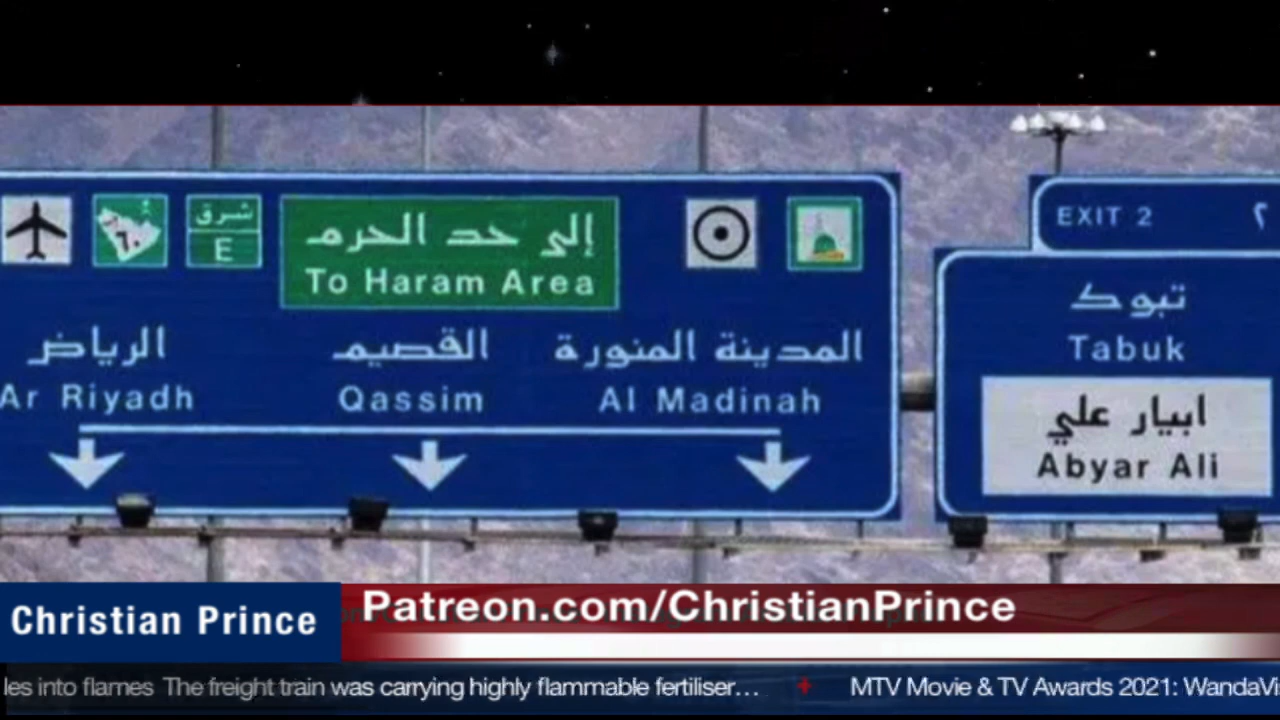 شرق
E
٦٠
إلى حد الحرم
To Haram Area
الرياض
القصيم
المدينة المنورة
Ar Riyadh
Qassim
Al Madinah
EXIT 2
٢
تبوك
Tabuk
ابيار علي
Abyar Ali
Christian Prince
Patreon.com/ChristianPrince
les into flames The freight train was carrying highly flammable fertiliser… + MTV Movie & TV Awards 2021: WandaVi